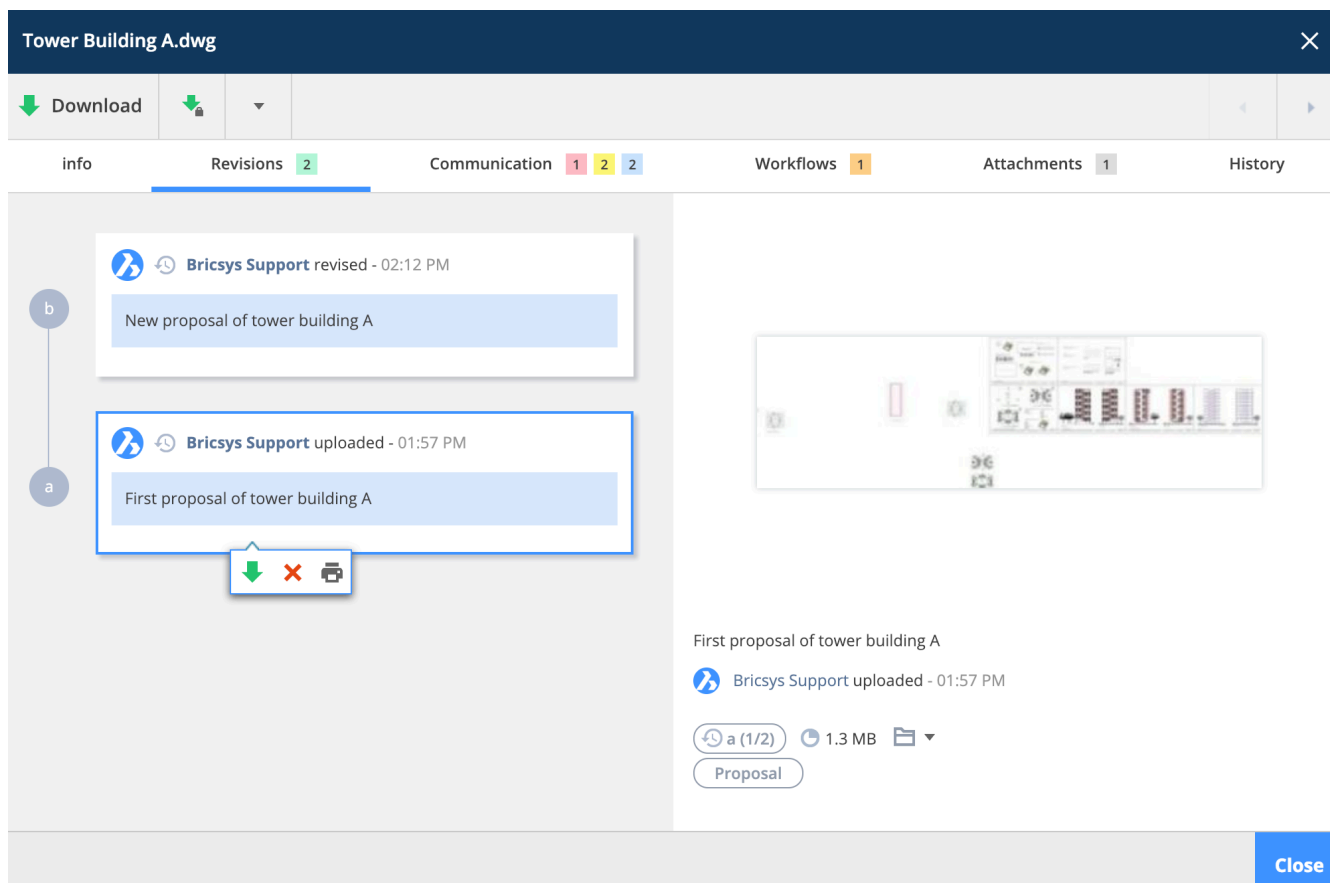 Tower Building A.dwg
Download
info Revisions 2 Communication 1 2 2 Workflows 1 Attachments 1 History
b
Bricsys Support revised - 02:12 PM
New proposal of tower building A
a
Bricsys Support uploaded - 01:57 PM
First proposal of tower building A
First proposal of tower building A
Bricsys Support uploaded - 01:57 PM
a (1/2) 1.3 MB
Proposal
Close